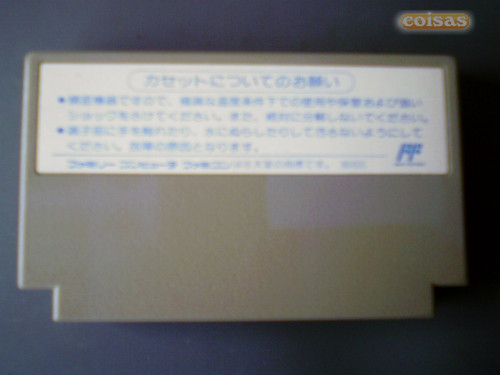 coisas
カセットについてのお願い
●精密機器ですので、極端な温度条件下での使用や保管および強い
ショックをさけてください。また、絶対に分解しないでください。
●端子部に手を触れたり、水にぬらしたりして汚さないようにして
ください。故障の原因となります。
ファミリー コンピュータ ファミコンは任天堂の商標です。
FF